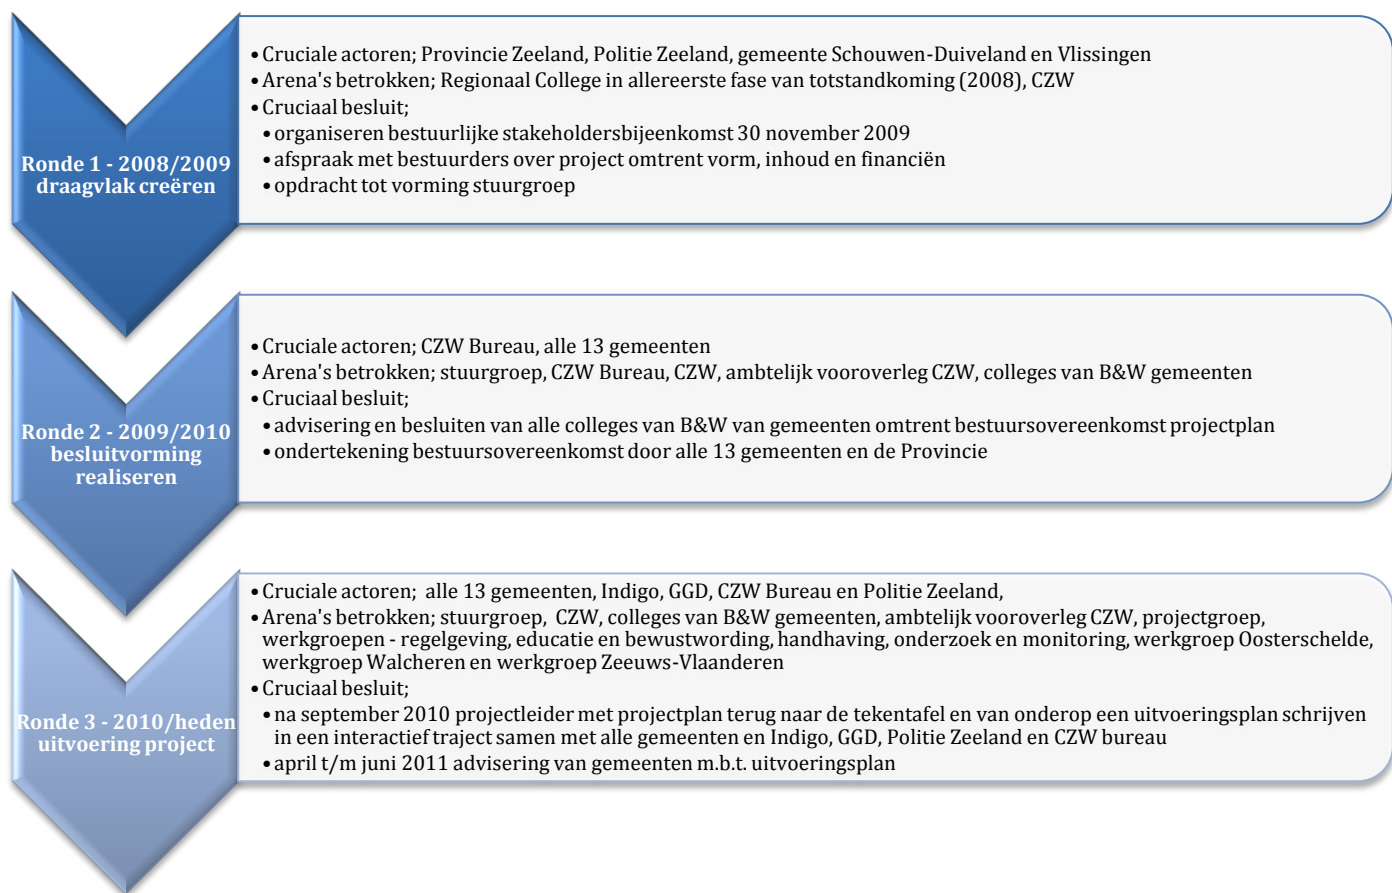 Ronde 1 - 2008/2009
draagvlak creëren
• Cruciale actoren; Provincie Zeeland, Politie Zeeland, gemeente Schouwen-Duiveland en Vlissingen
• Arena's betrokken; Regionaal College in allereerste fase van totstandkoming (2008), CZW
• Cruciaal besluit;
• organiseren bestuurlijke stakeholdersbijeenkomst 30 november 2009
• afspraak met bestuurders over project omtrent vorm, inhoud en financiën
• opdracht tot vorming stuurgroep
Ronde 2 - 2009/2010
besluitvorming
realiseren
• Cruciale actoren; CZW Bureau, alle 13 gemeenten
• Arena's betrokken; stuurgroep, CZW Bureau, CZW, ambtelijk vooroverleg CZW, colleges van B&W gemeenten
• Cruciaal besluit;
• advisering en besluiten van alle colleges van B&W van gemeenten omtrent bestuursovereenkomst projectplan
• ondertekening bestuursovereenkomst door alle 13 gemeenten en de Provincie
Ronde 3 - 2010/heden
uitvoering project
• Cruciale actoren; alle 13 gemeenten, Indigo, GGD, CZW Bureau en Politie Zeeland,
• Arena's betrokken; stuurgroep, CZW, colleges van B&W gemeenten, ambtelijk vooroverleg CZW, projectgroep,
werkgroepen - regelgeving, educatie en bewustwording, handhaving, onderzoek en monitoring, werkgroep Oosterschelde,
werkgroep Walcheren en werkgroep Zeeuws-Vlaanderen
• Cruciaal besluit;
• na september 2010 projectleider met projectplan terug naar de tekentafel en van onderop een uitvoeringsplan schrijven
in een interactief traject samen met alle gemeenten en Indigo, GGD, Politie Zeeland en CZW bureau
• april t/m juni 2011 advisering van gemeenten m.b.t. uitvoeringsplan